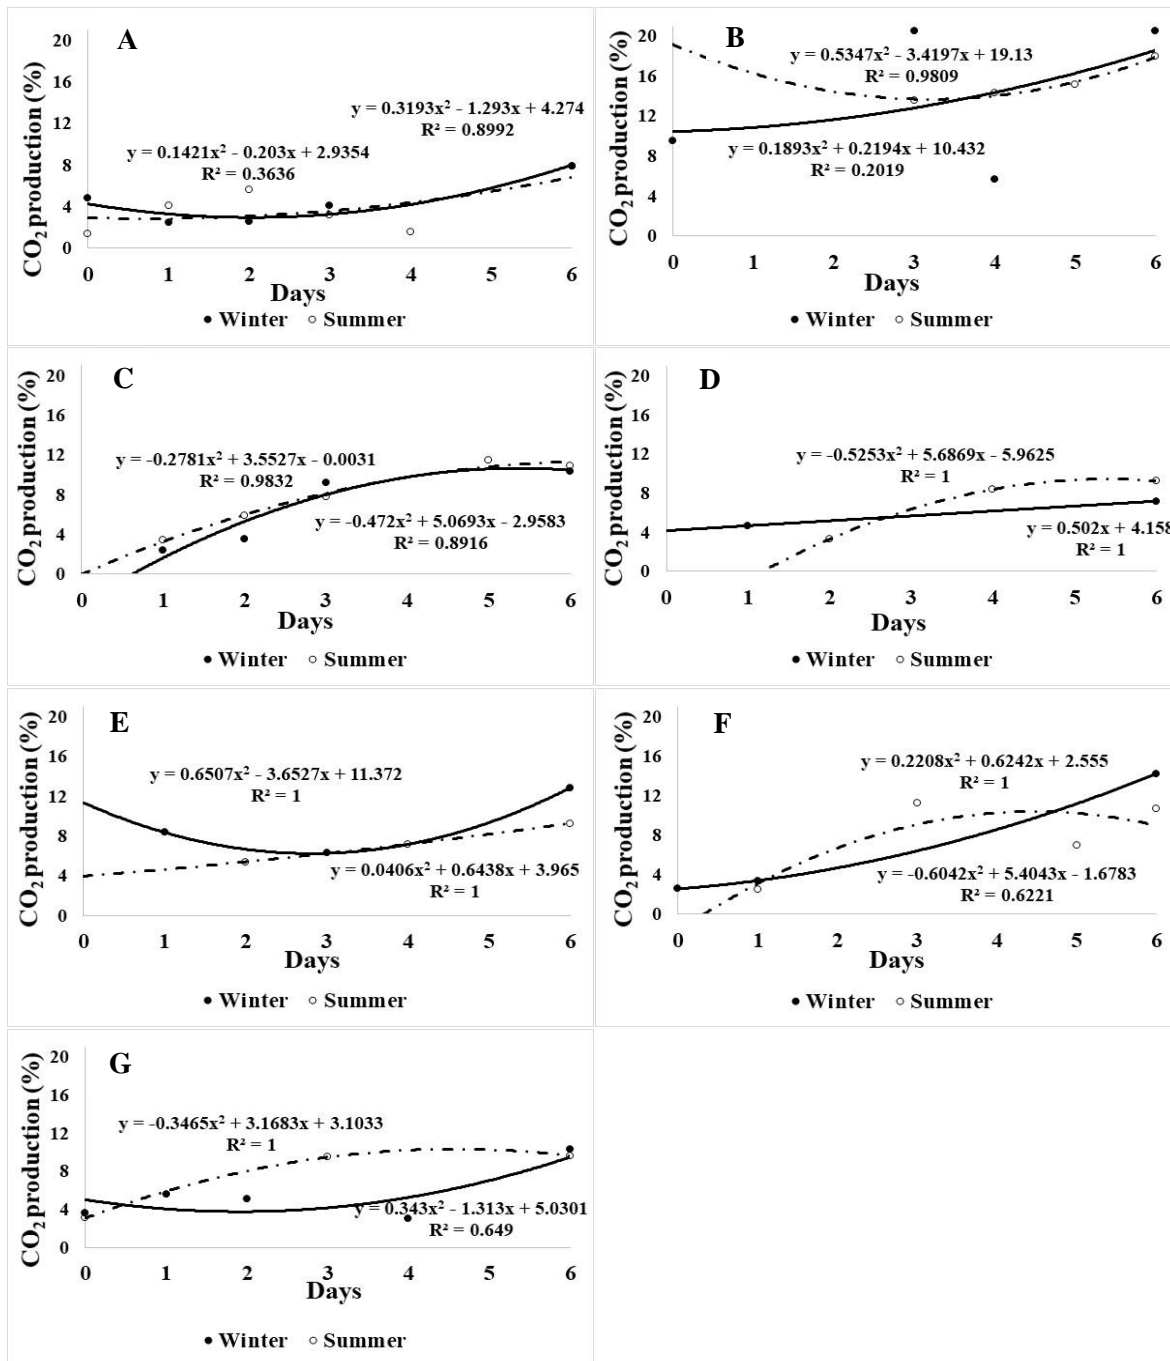 A
CO₂ production (%)
20
16
12
8
4
0
y = 0.3193x² - 1.293x + 4.274
R² = 0.8992
y = 0.1421x² - 0.203x + 2.9354
R² = 0.3636
0 1 2 3 4 5 6
Days
● Winter ○ Summer
B
CO₂ production (%)
20
16
12
8
4
0
y = 0.5347x² - 3.4197x + 19.13
R² = 0.9809
y = 0.1893x² + 0.2194x + 10.432
R² = 0.2019
0 1 2 3 4 5 6
Days
● Winter ○ Summer
C
CO₂ production (%)
20
16
12
8
4
0
y = -0.2781x² + 3.5527x - 0.0031
R² = 0.9832
y = -0.472x² + 5.0693x - 2.9583
R² = 0.8916
0 1 2 3 4 5 6
Days
● Winter ○ Summer
D
CO₂ production (%)
20
16
12
8
4
0
y = -0.5253x² + 5.6869x - 5.9625
R² = 1
y = 0.502x + 4.158
R² = 1
0 1 2 3 4 5 6
Days
● Winter ○ Summer
E
CO₂ production (%)
20
16
12
8
4
0
y = 0.6507x² - 3.6527x + 11.372
R² = 1
y = 0.0406x² + 0.6438x + 3.965
R² = 1
0 1 2 3 4 5 6
Days
● Winter ○ Summer
F
CO₂ production (%)
20
16
12
8
4
0
y = 0.2208x² + 0.6242x + 2.555
R² = 1
y = -0.6042x² + 5.4043x - 1.6783
R² = 0.6221
0 1 2 3 4 5 6
Days
● Winter ○ Summer
G
CO₂ production (%)
20
16
12
8
4
0
y = -0.3465x² + 3.1683x + 3.1033
R² = 1
y = 0.343x² - 1.313x + 5.0301
R² = 0.649
0 1 2 3 4 5 6
Days
● Winter ○ Summer